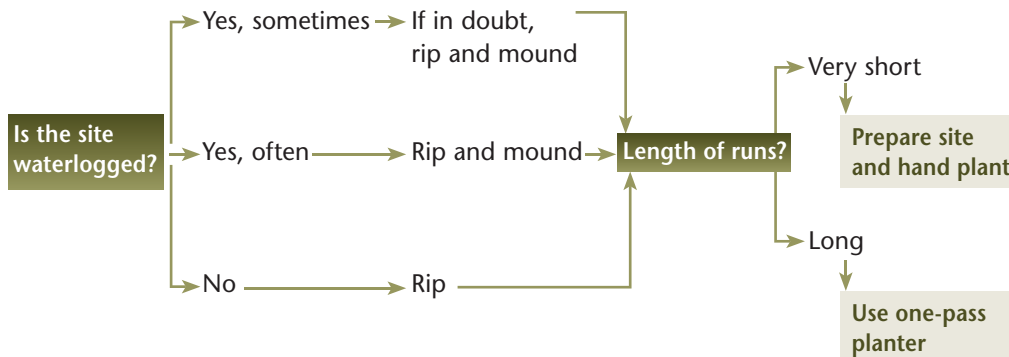 Is the site
waterlogged?
Yes, sometimes
If in doubt,
rip and mound
Yes, often
Rip and mound
No
Rip
Length of runs?
Very short
Prepare site
and hand plant
Long
Use one-pass
planter